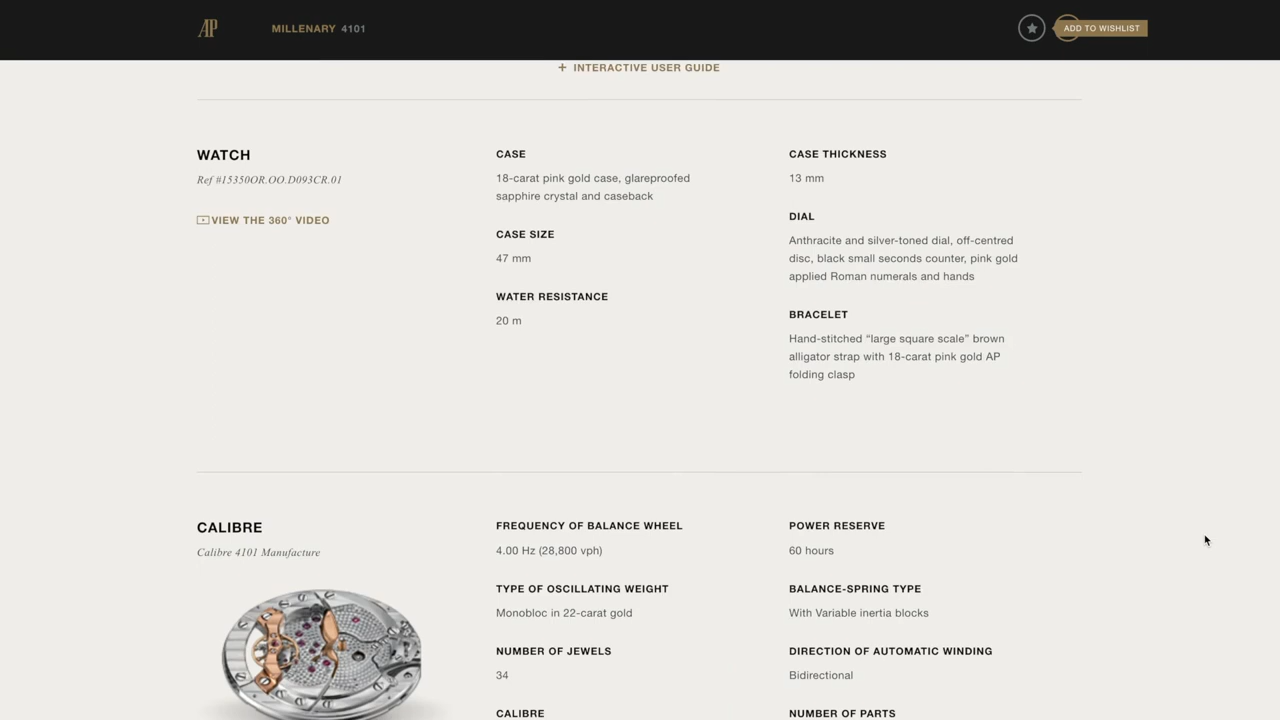 AP
MILLENARY 4101
ADD TO WISHLIST
+ INTERACTIVE USER GUIDE
WATCH
Ref #15350OR.OO.D093CR.01
VIEW THE 360° VIDEO
CASE
18-carat pink gold case, glareproofed
sapphire crystal and caseback
CASE SIZE
47 mm
WATER RESISTANCE
20 m
CASE THICKNESS
13 mm
DIAL
Anthracite and silver-toned dial, off-centred
disc, black small seconds counter, pink gold
applied Roman numerals and hands
BRACELET
Hand-stitched “large square scale” brown
alligator strap with 18-carat pink gold AP
folding clasp
CALIBRE
Calibre 4101 Manufacture
FREQUENCY OF BALANCE WHEEL
4.00 Hz (28,800 vph)
TYPE OF OSCILLATING WEIGHT
Monobloc in 22-carat gold
NUMBER OF JEWELS
34
CALIBRE
POWER RESERVE
60 hours
BALANCE-SPRING TYPE
With Variable inertia blocks
DIRECTION OF AUTOMATIC WINDING
Bidirectional
NUMBER OF PARTS